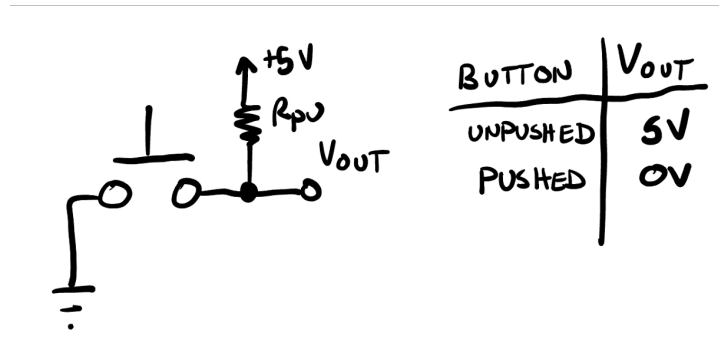 +5V
RPU
VOUT
BUTTON VOUT
UNPUSHED 5V
PUSHED 0V